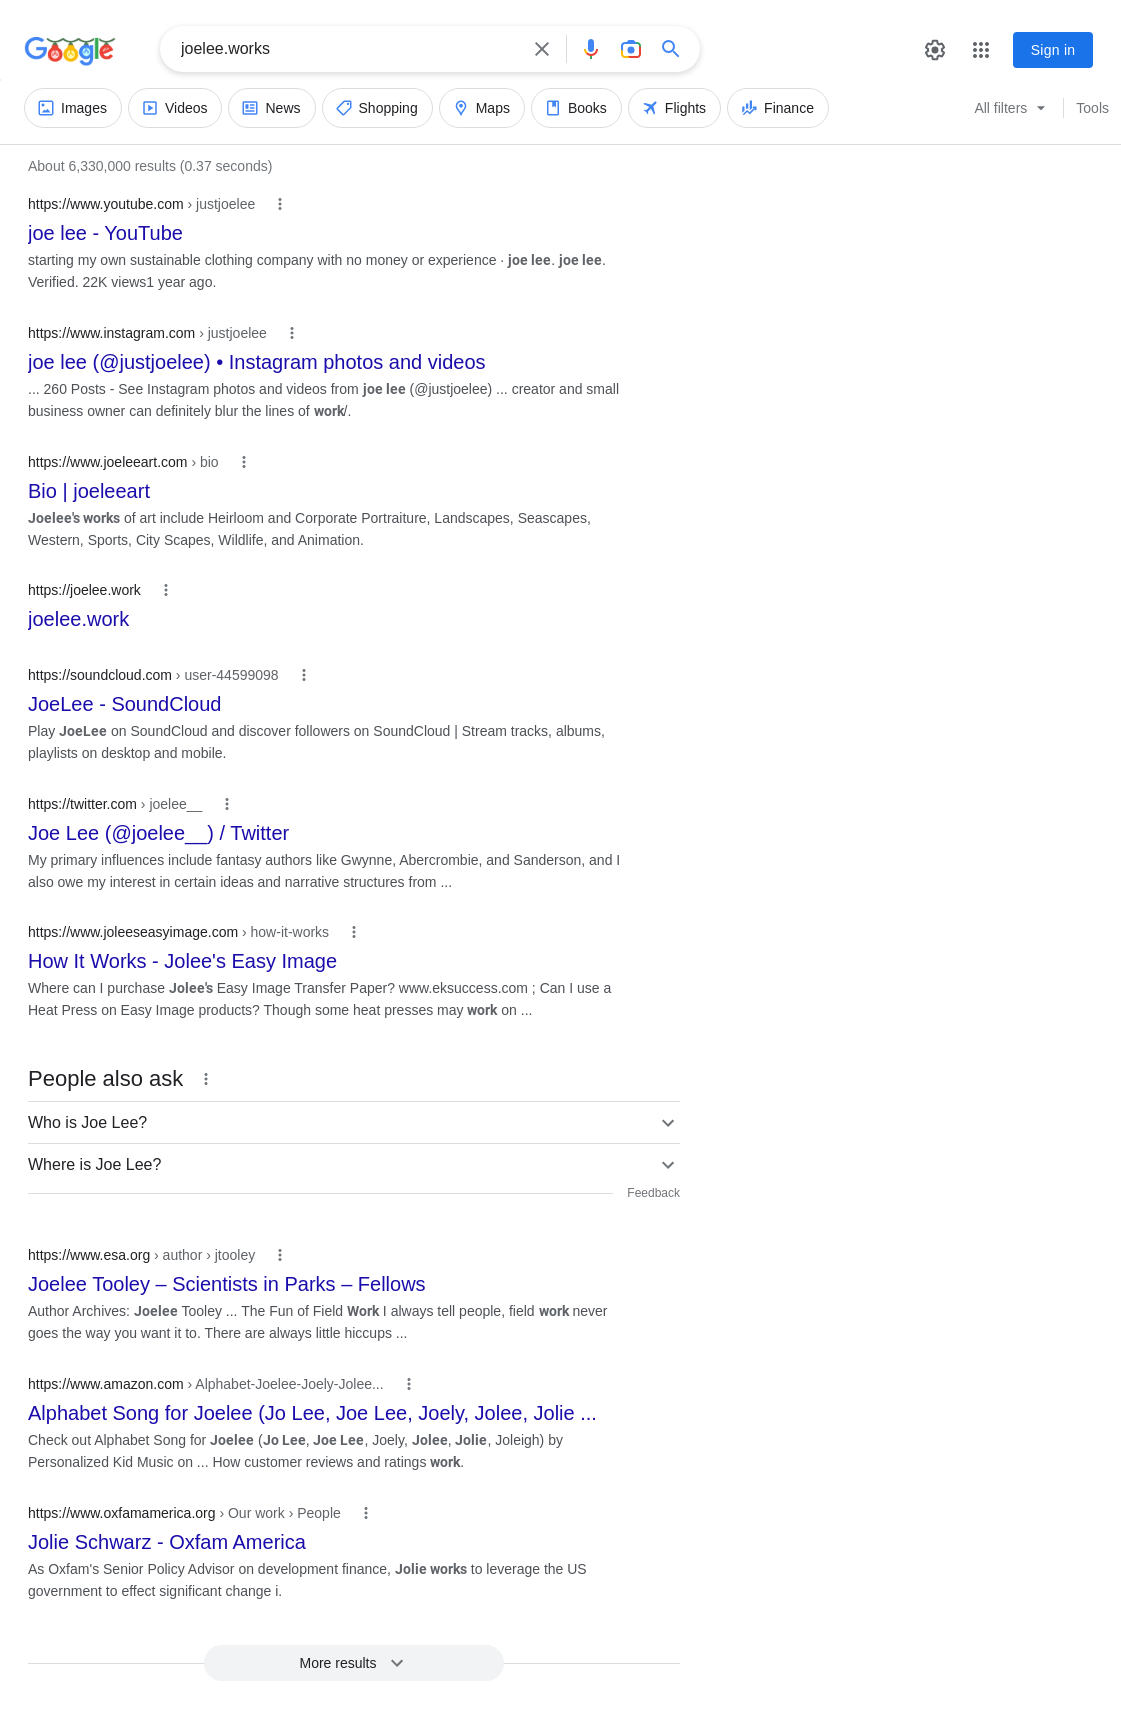 Google
joelee.works
Sign in
Images
Videos
News
Shopping
Maps
Books
Flights
Finance
All filters
Tools
About 6,330,000 results (0.37 seconds)
https://www.youtube.com › justjoelee
joe lee - YouTube
starting my own sustainable clothing company with no money or experience · joe lee. joe lee.
Verified. 22K views1 year ago.
https://www.instagram.com › justjoelee
joe lee (@justjoelee) • Instagram photos and videos
... 260 Posts - See Instagram photos and videos from joe lee (@justjoelee) ... creator and small
business owner can definitely blur the lines of work/.
https://www.joeleeart.com › bio
Bio | joeleeart
Joelee's works of art include Heirloom and Corporate Portraiture, Landscapes, Seascapes,
Western, Sports, City Scapes, Wildlife, and Animation.
https://joelee.work
joelee.work
https://soundcloud.com › user-44599098
JoeLee - SoundCloud
Play JoeLee on SoundCloud and discover followers on SoundCloud | Stream tracks, albums,
playlists on desktop and mobile.
https://twitter.com › joelee__
Joe Lee (@joelee__) / Twitter
My primary influences include fantasy authors like Gwynne, Abercrombie, and Sanderson, and I
also owe my interest in certain ideas and narrative structures from ...
https://www.joleeseasyimage.com › how-it-works
How It Works - Jolee's Easy Image
Where can I purchase Jolee's Easy Image Transfer Paper? www.eksuccess.com ; Can I use a
Heat Press on Easy Image products? Though some heat presses may work on ...
People also ask
Who is Joe Lee?
Where is Joe Lee?
Feedback
https://www.esa.org › author › jtooley
Joelee Tooley – Scientists in Parks – Fellows
Author Archives: Joelee Tooley ... The Fun of Field Work I always tell people, field work never
goes the way you want it to. There are always little hiccups ...
https://www.amazon.com › Alphabet-Joelee-Joely-Jolee...
Alphabet Song for Joelee (Jo Lee, Joe Lee, Joely, Jolee, Jolie ...
Check out Alphabet Song for Joelee (Jo Lee, Joe Lee, Joely, Jolee, Jolie, Joleigh) by
Personalized Kid Music on ... How customer reviews and ratings work.
https://www.oxfamamerica.org › Our work › People
Jolie Schwarz - Oxfam America
As Oxfam's Senior Policy Advisor on development finance, Jolie works to leverage the US
government to effect significant change i.
More results